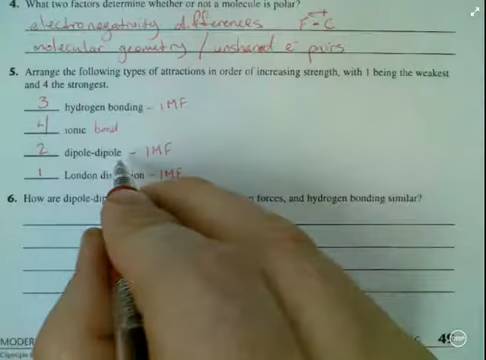 4. What two factors determine whether or not a molecule is polar?
electronegativity differences F - C
molecular geometry / unshared e⁻ pairs
5. Arrange the following types of attractions in order of increasing strength, with 1 being the weakest
and 4 the strongest.
3 hydrogen bonding - IMF
4 ionic bond
2 dipole-dipole - IMF
1 London - IMF
6. How are forces, and hydrogen bonding similar?
MODER